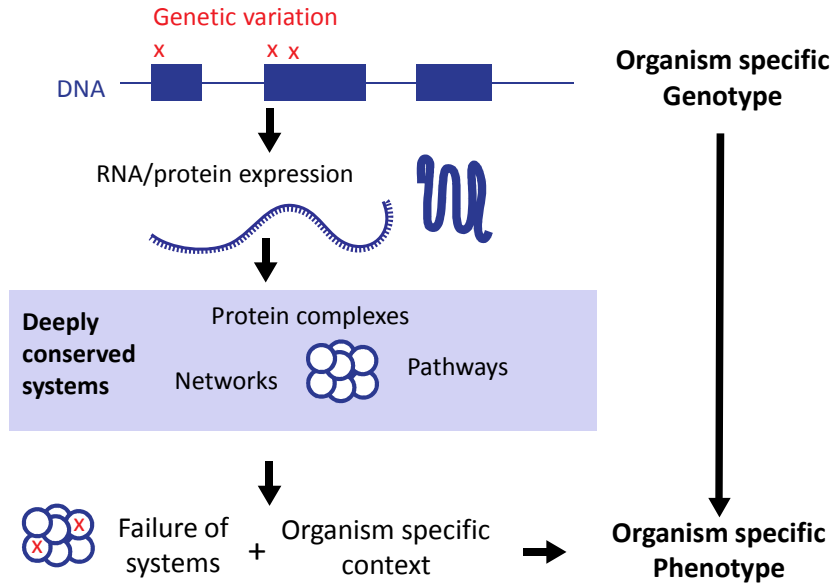 Genetic variation
x
x
x
DNA
Organism specific
Genotype
RNA/protein expression
Deeply
conserved
systems
Protein complexes
Networks
Pathways
x
x
Failure of
systems
+
Organism specific
context
Organism specific
Phenotype